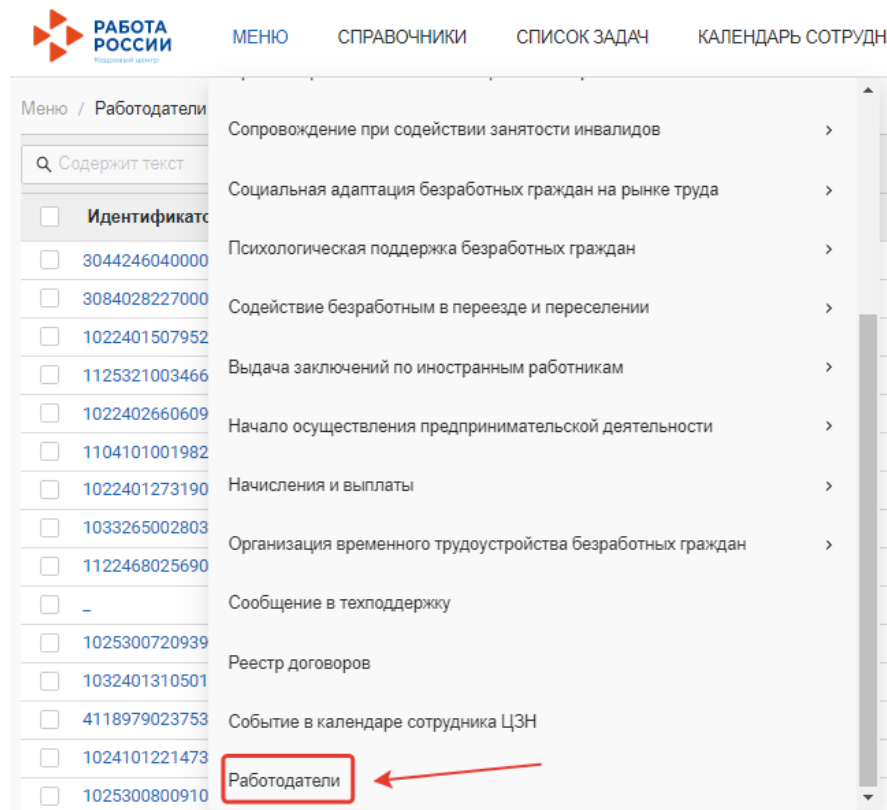 РАБОТА
РОССИИ
Кадровый центр
МЕНЮ СПРАВОЧНИКИ СПИСОК ЗАДАЧ КАЛЕНДАРЬ СОТРУДН
Меню / Работодатели
Содержит текст
Идентификато
3044246040000
3084028227000
1022401507952
1125321003466
1022402660609
1104101001982
1022401273190
1033265002803
1122468025690
_
1025300720939
1032401310501
4118979023753
1024101221473
1025300800910
Сопровождение при содействии занятости инвалидов
Социальная адаптация безработных граждан на рынке труда
Психологическая поддержка безработных граждан
Содействие безработным в переезде и переселении
Выдача заключений по иностранным работникам
Начало осуществления предпринимательской деятельности
Начисления и выплаты
Организация временного трудоустройства безработных граждан
Сообщение в техподдержку
Реестр договоров
Событие в календаре сотрудника ЦЗН
Работодатели